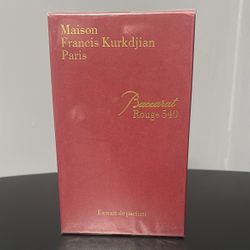 Maison
Francis Kurkdjian
Paris
Baccarat
Rouge 540
Extrait de parfum